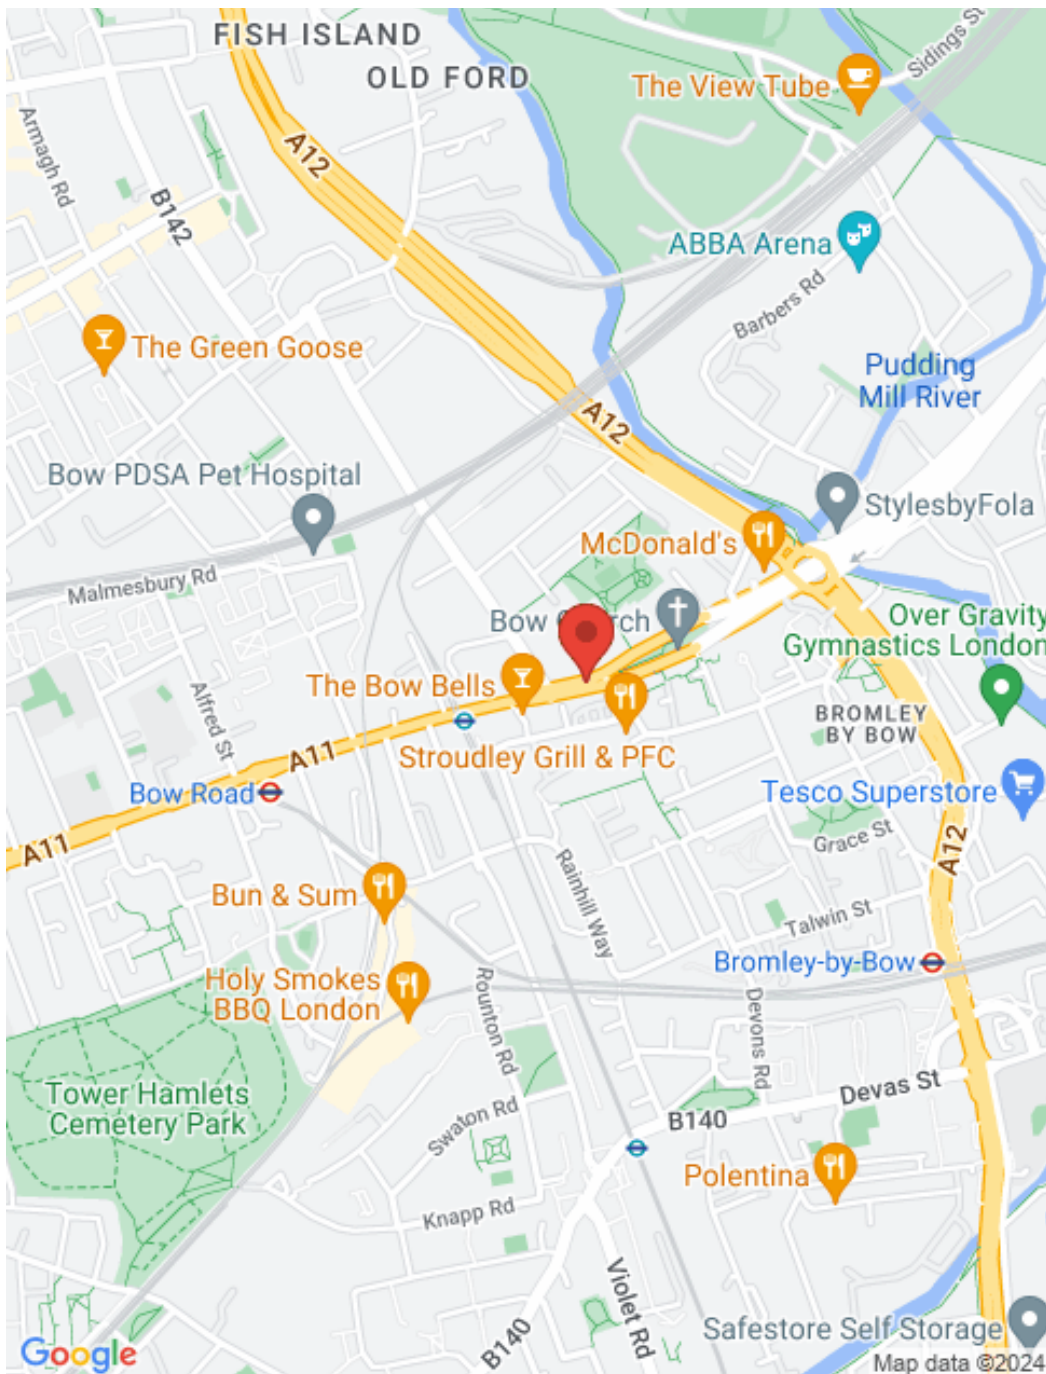 FISH ISLAND
OLD FORD
Sidings St
The View Tube
A12
Armagh Rd
B142
ABBA Arena
Barbers Rd
The Green Goose
Pudding
Mill River
A12
Bow PDSA Pet Hospital
StylesbyFola
McDonald's
Malmesbury Rd
Bow Church
Over Gravity
Gymnastics London
The Bow Bells
Alfred St
BROMLEY
BY BOW
A11
Stroudley Grill & PFC
Bow Road
Tesco Superstore
A11
Grace St
A12
Bun & Sum
Rainhill Way
Talwin St
Bromley-by-Bow
Holy Smokes
BBQ London
Rounton Rd
Devons Rd
Tower Hamlets
Cemetery Park
Devas St
Swaton Rd
B140
Polentina
Knapp Rd
Violet Rd
B140
Safestore Self Storage
Google
Map data ©2024